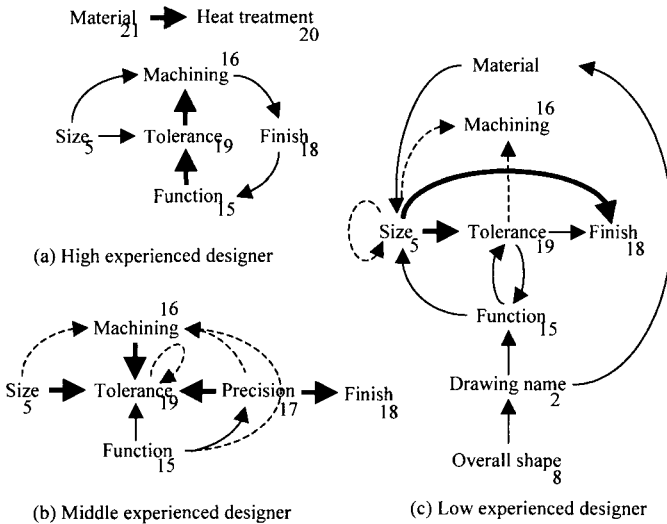 Material 21 Heat treatment 20
16
Machining
Size 5 Tolerance 19 Finish 18
Function 15
(a) High experienced designer
16
Machining
Size 5 Tolerance 19 Precision 17 Finish 18
Function 15
(b) Middle experienced designer
Material
16
Machining
Size 5 Tolerance 19 Finish 18
Function 15
Drawing name 2
Overall shape 8
(c) Low experienced designer